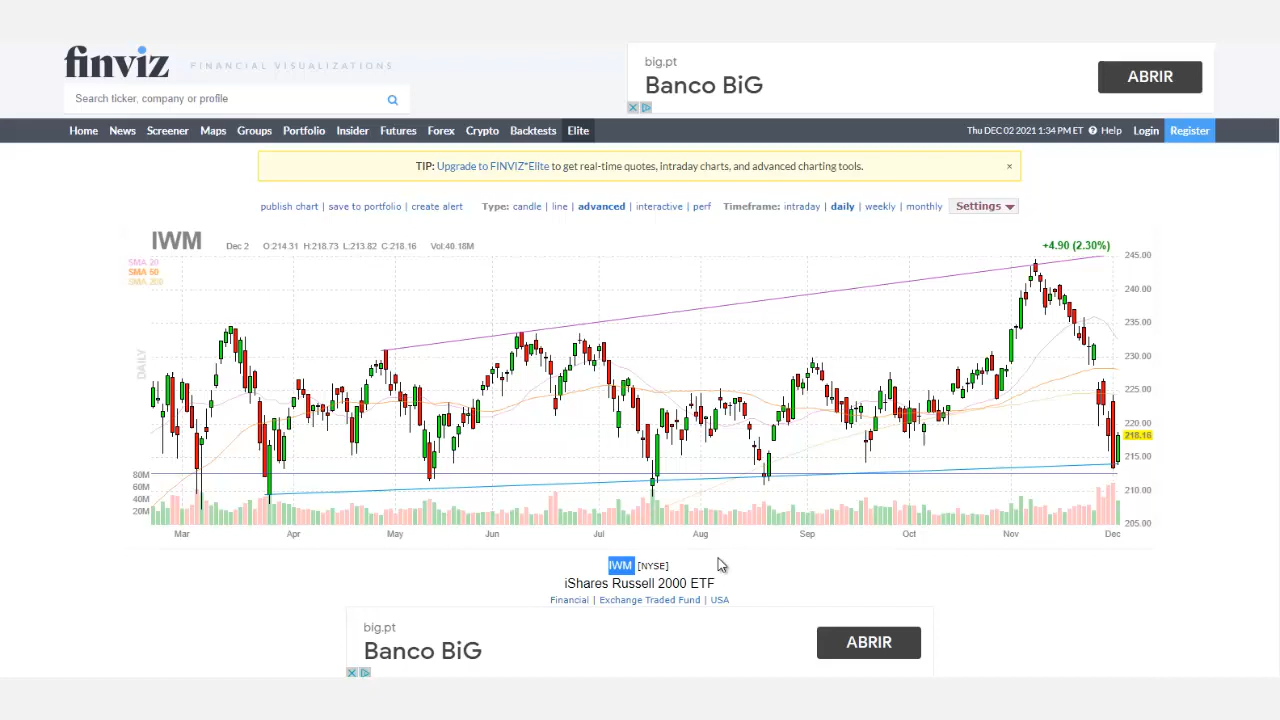 finviz FINANCIAL VISUALIZATIONS
big.pt
Banco BiG
ABRIR
Search ticker, company or profile
Home News Screener Maps Groups Portfolio Insider Futures Forex Crypto Backtests Elite Thu DEC 02 2021 1:34 PM ET Help Login Register
TIP: Upgrade to FINVIZ*Elite to get real-time quotes, intraday charts, and advanced charting tools. ×
publish chart | save to portfolio | create alert Type: candle | line | advanced | interactive | perf Timeframe: intraday | daily | weekly | monthly Settings
IWM Dec 2 O:214.31 H:218.73 L:213.82 C:218.16 Vol:40.18M +4.90 (2.30%)
SMA 20
SMA 50
SMA 200
DAILY
245.00
240.00
235.00
230.00
225.00
220.00
218.16
215.00
210.00
205.00
80M
60M
40M
20M
Mar Apr May Jun Jul Aug Sep Oct Nov Dec
IWM [NYSE]
iShares Russell 2000 ETF
Financial | Exchange Traded Fund | USA
big.pt
Banco BiG
ABRIR